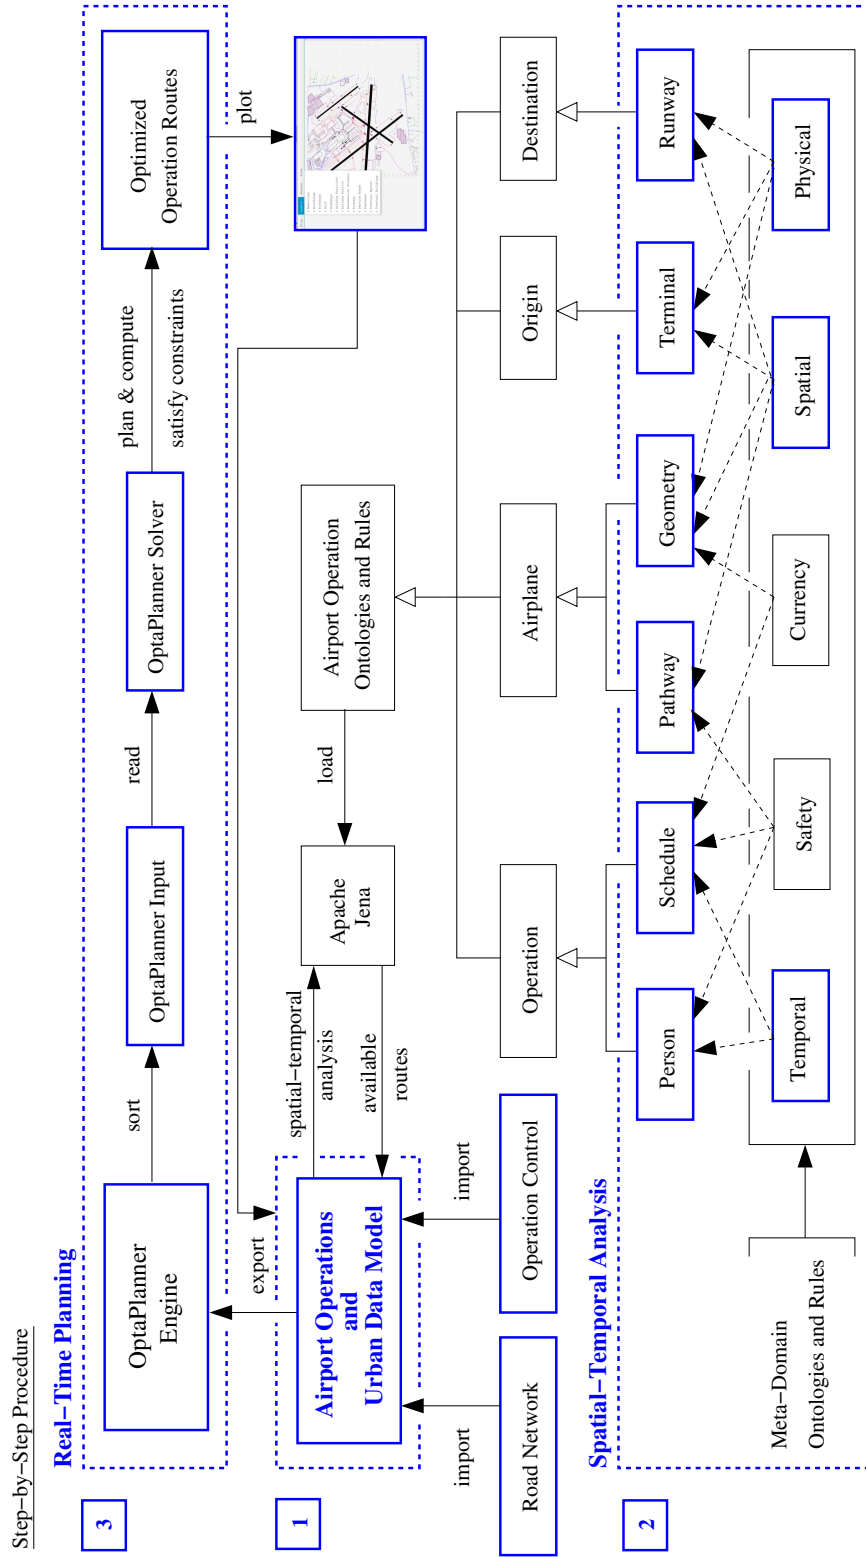 Step−by−Step Procedure
3
Real−Time Planning
OptaPlanner
Engine
sort
OptaPlanner Input
read
OptaPlanner Solver
plan & compute
satisfy constraints
Optimized
Operation Routes
export
plot
1
Airport Operations
and
Urban Data Model
spatial−temporal
analysis
available
routes
Apache
Jena
load
Airport Operation
Ontologies and Rules
import
import
Road Network
Operation Control
Operation
Airplane
Origin
Destination
2
Spatial−Temporal Analysis
Person
Schedule
Pathway
Geometry
Terminal
Runway
Meta−Domain
Ontologies and Rules
Temporal
Safety
Currency
Spatial
Physical